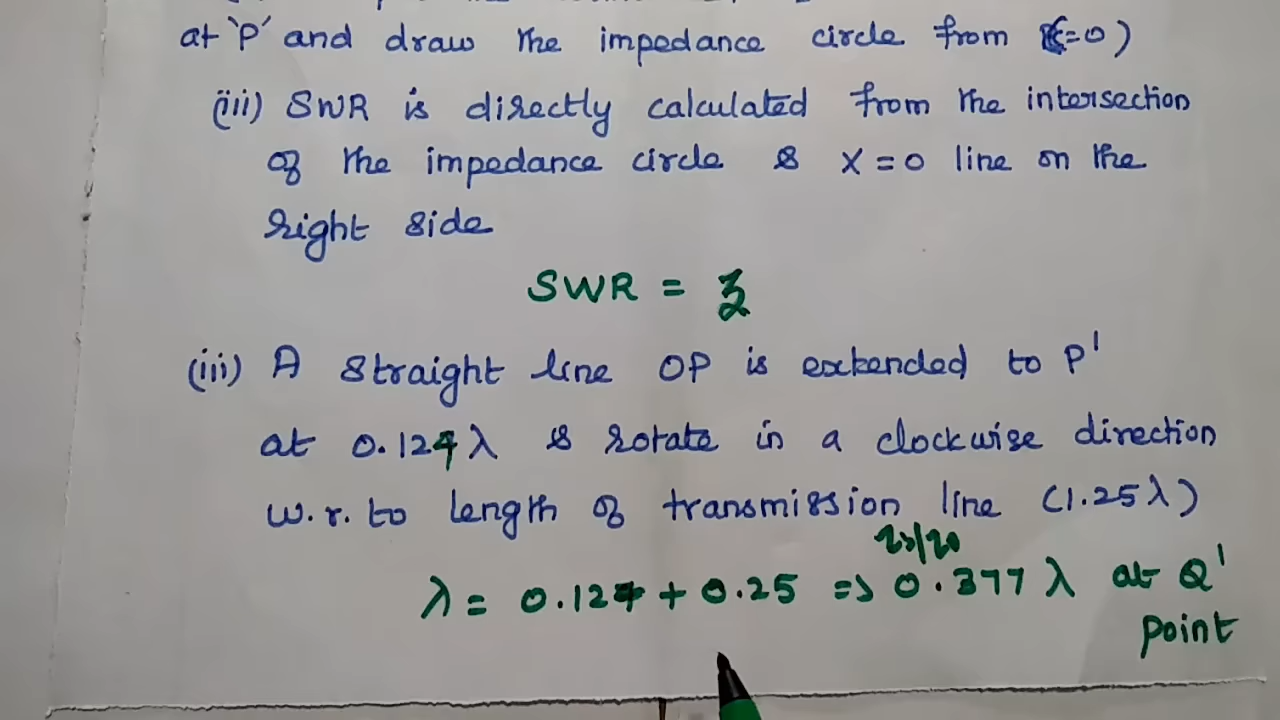 at 'P' and draw the impedance circle from =0)
(iii) SWR is directly calculated from the intersection
of the impedance circle & X=0 line on the
right side
SWR =
(iii) A straight line OP is extended to P'
at 0.127λ & rotate in a clockwise direction
w.r.to length of transmission line (1.25λ)
λ = 0.127 + 0.25 => 0.377λ at Q'
point